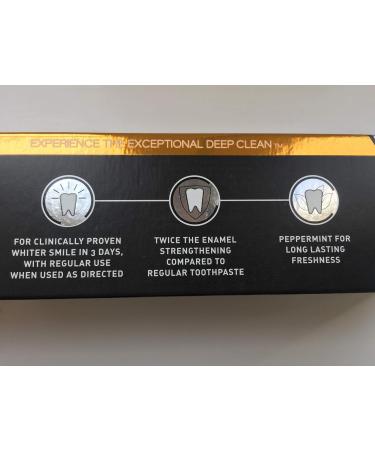 EXPERIENCE THE EXCEPTIONAL DEEP CLEAN™
FOR CLINICALLY PROVEN
WHITER SMILE IN 3 DAYS,
WITH REGULAR USE
WHEN USED AS DIRECTED
TWICE THE ENAMEL
STRENGTHENING
COMPARED TO
REGULAR TOOTHPASTE
PEPPERMINT FOR
LONG LASTING
FRESHNESS